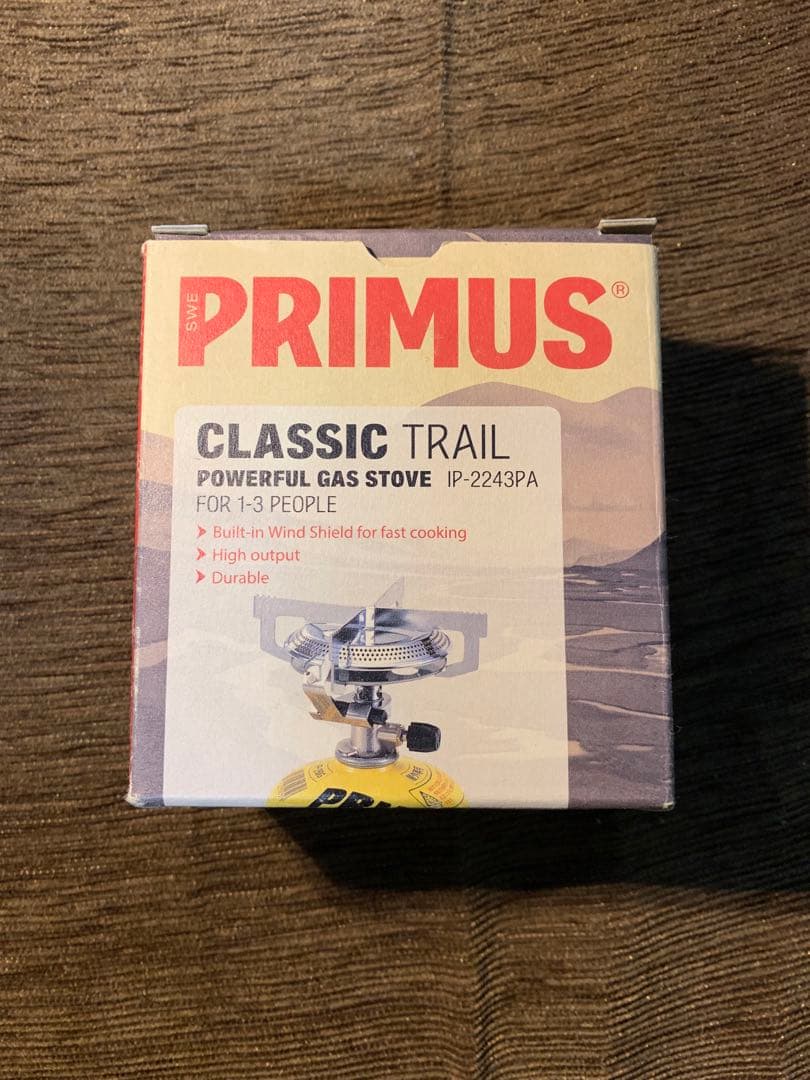 SWE
PRIMUS®
CLASSIC TRAIL
POWERFUL GAS STOVE IP-2243PA
FOR 1-3 PEOPLE
Built-in Wind Shield for fast cooking
High output
Durable